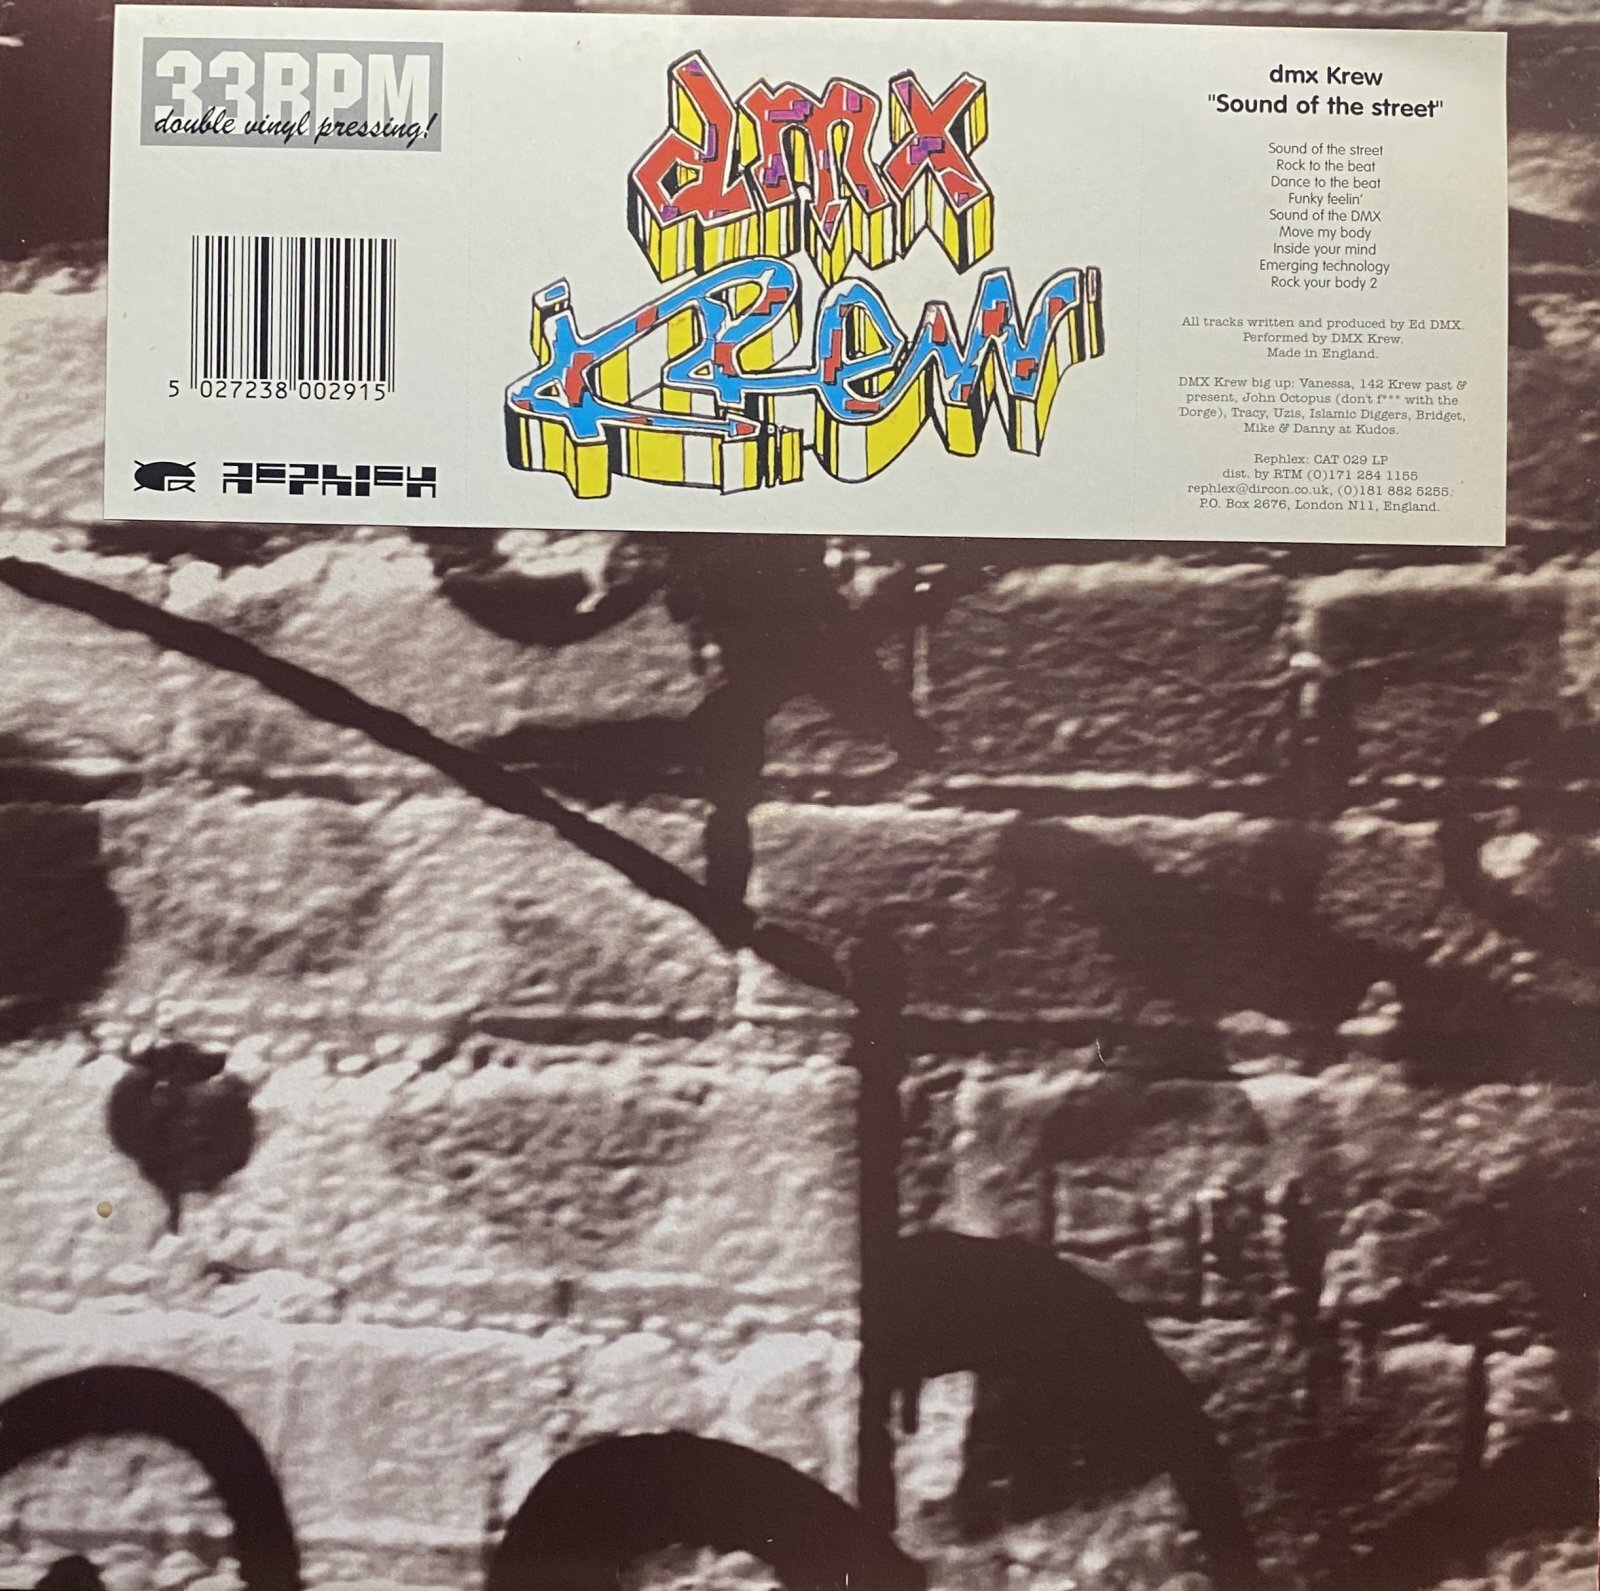 33BPM
double vinyl pressing!
5 027238 002915
REPHLEX
dmx
Krew
dmx Krew
"Sound of the street"
Sound of the street
Rock to the beat
Dance to the beat
Funky feelin'
Sound of the DMX
Move my body
Inside your mind
Emerging technology
Rock your body 2
All tracks written and produced by Ed DMX.
Performed by DMX Krew.
Made in England.
DMX Krew big up: Vanessa, 142 Krew past &
present, John Octopus (don't f*** with the
'Dorge), Tracy, Uzis, Islamic Diggers, Bridget,
Mike & Danny at Kudos.
Rephlex: CAT 029 LP
dist. by RTM (0)171 284 1155
rephlex@dircon.co.uk, (0)181 882 5255.
P.O. Box 2676, London N11, England.